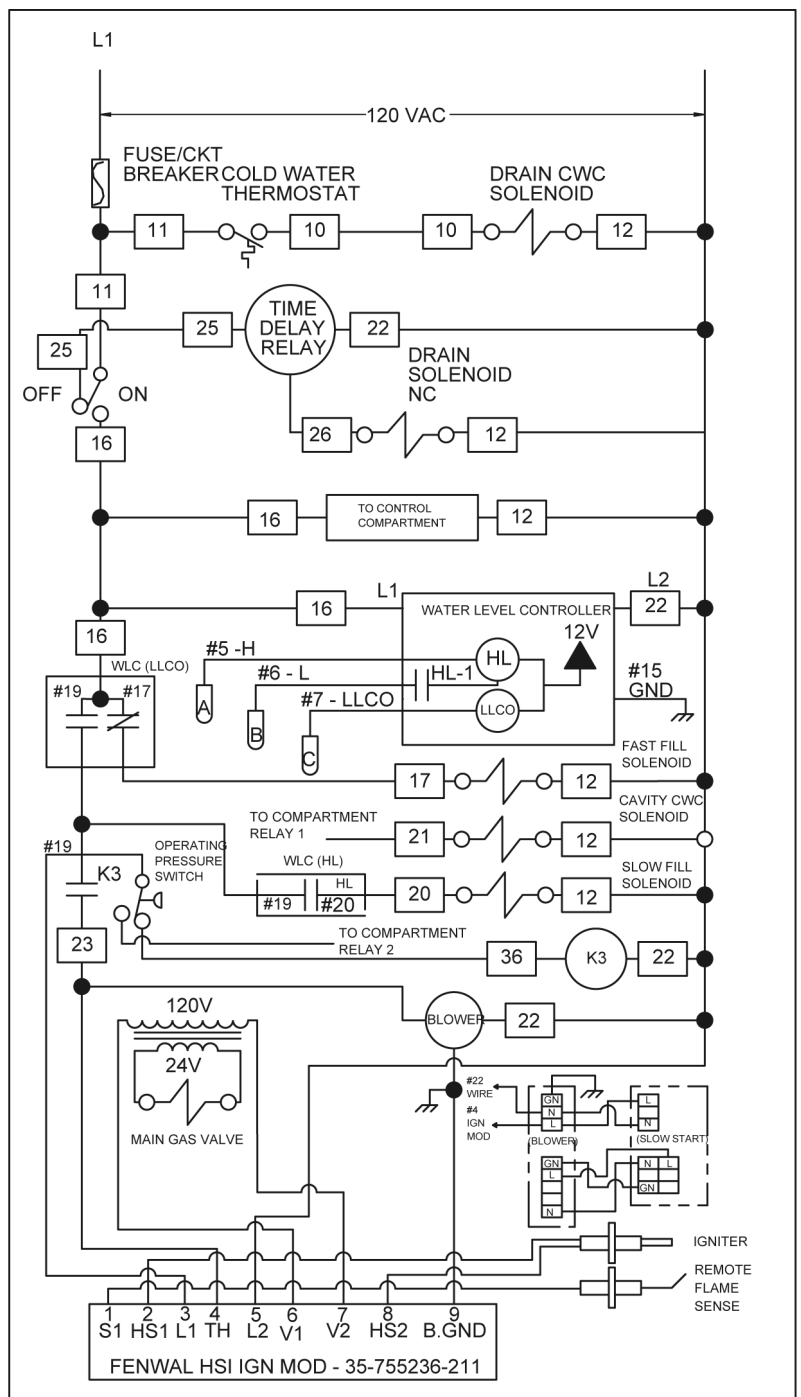 L1
120 VAC
FUSE/CKT
BREAKER
COLD WATER
THERMOSTAT
DRAIN CWC
SOLENOID
11
10
10
12
11
25
25
TIME
DELAY
RELAY
22
OFF
ON
DRAIN
SOLENOID
NC
26
12
16
16
TO CONTROL
COMPARTMENT
12
16
L1
WATER LEVEL CONTROLLER
L2
22
12V
16
WLC (LLCO)
#19
#17
#5 -H
#6 - L
#7 - LLCO
A
B
C
HL-1
HL
LLCO
#15
GND
FAST FILL
SOLENOID
17
12
CAVITY CWC
SOLENOID
TO COMPARTMENT
RELAY 1
21
12
#19
K3
OPERATING
PRESSURE
SWITCH
WLC (HL)
HL
#19
#20
20
12
SLOW FILL
SOLENOID
23
TO COMPARTMENT
RELAY 2
36
K3
22
120V
24V
MAIN GAS VALVE
BLOWER
22
#22
WIRE
#4
IGN
MOD
GN
N
L
(BLOWER)
L
N
(SLOW START)
GN
L
N
N L
GN
IGNITER
REMOTE
FLAME
SENSE
1 2 3 4 5 6 7 8 9
S1 HS1 L1 TH L2 V1 V2 HS2 B.GND
FENWAL HSI IGN MOD - 35-755236-211